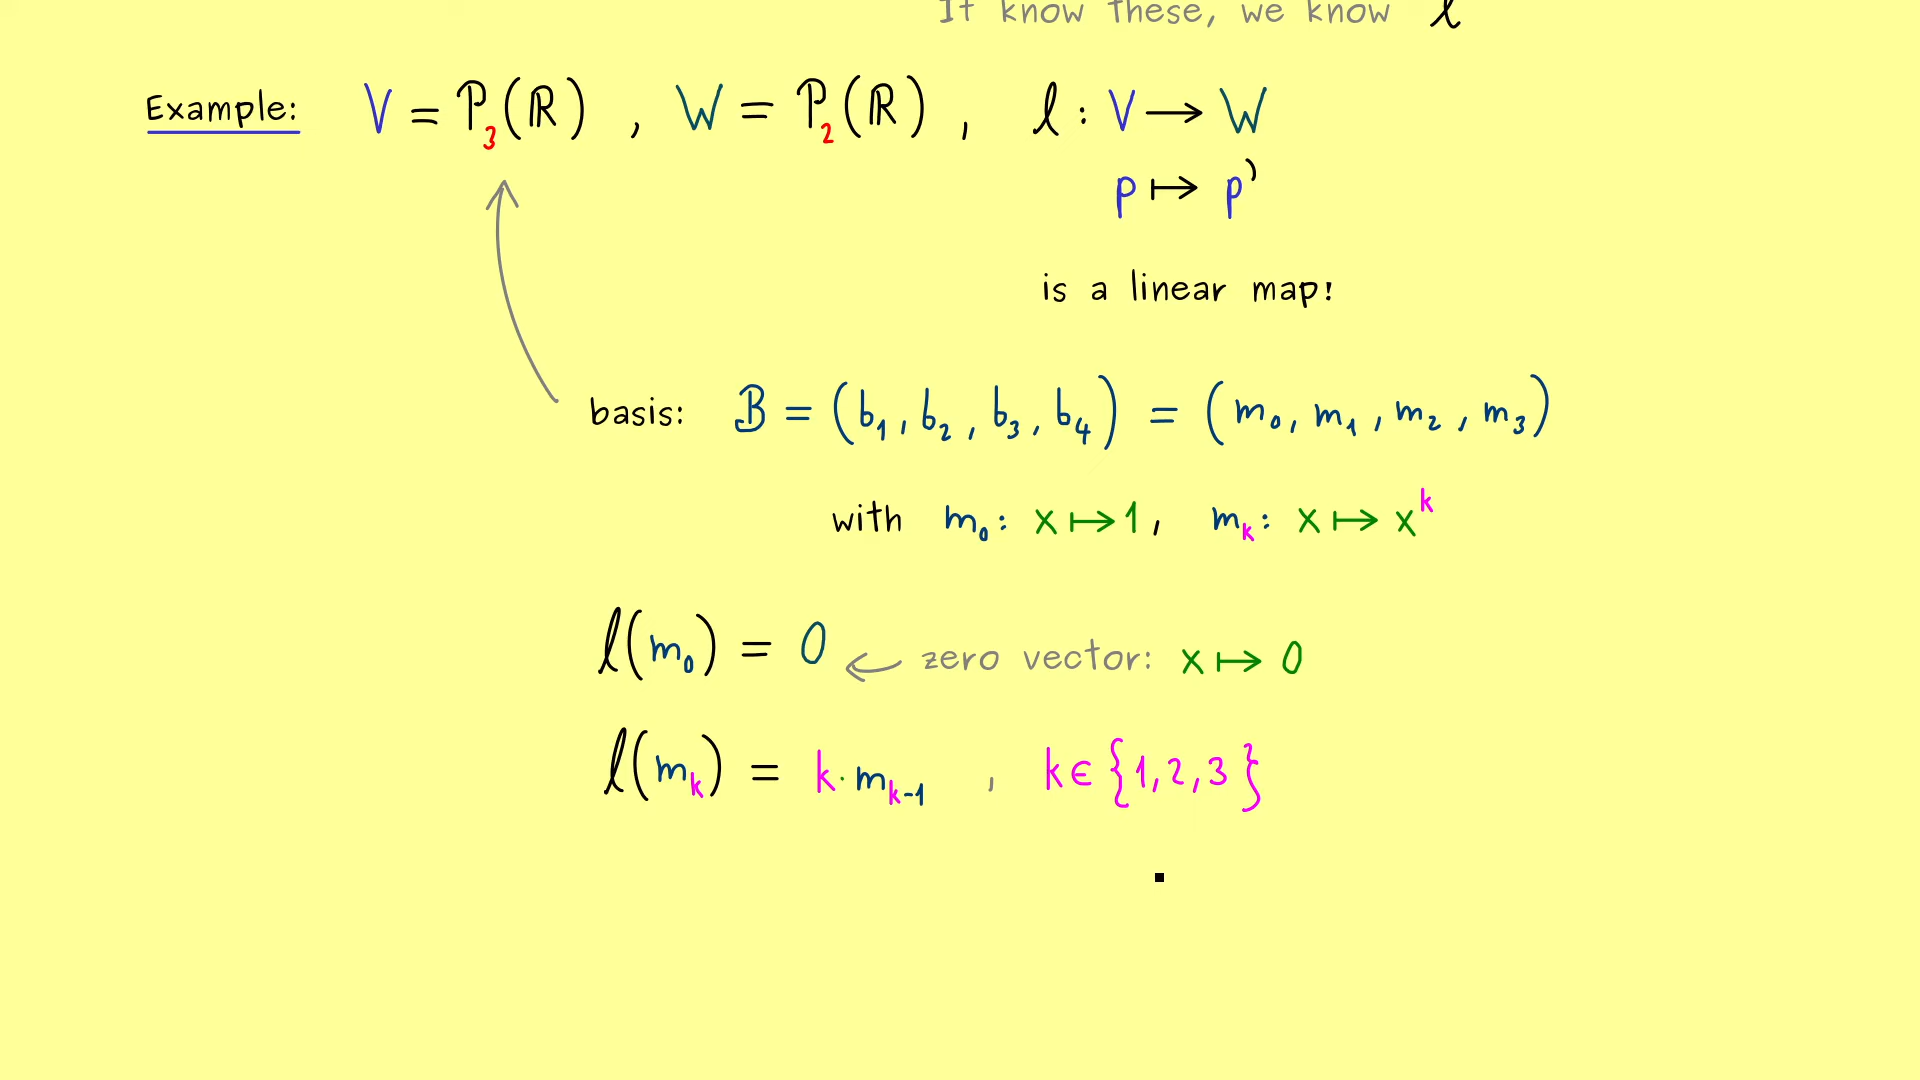 If know these, we know ℓ
Example: V = P₃(ℝ) , W = P₂(ℝ) , ℓ : V ⟶ W
p ↦ p'
is a linear map!
basis: B = (b₁, b₂, b₃, b₄) = (m₀, m₁, m₂, m₃)
with m₀: x ↦ 1, mₖ: x ↦ xᵏ
ℓ(m₀) = 0 ← zero vector: x ↦ 0
ℓ(mₖ) = k · mₖ₋₁ , k ∈ {1,2,3}